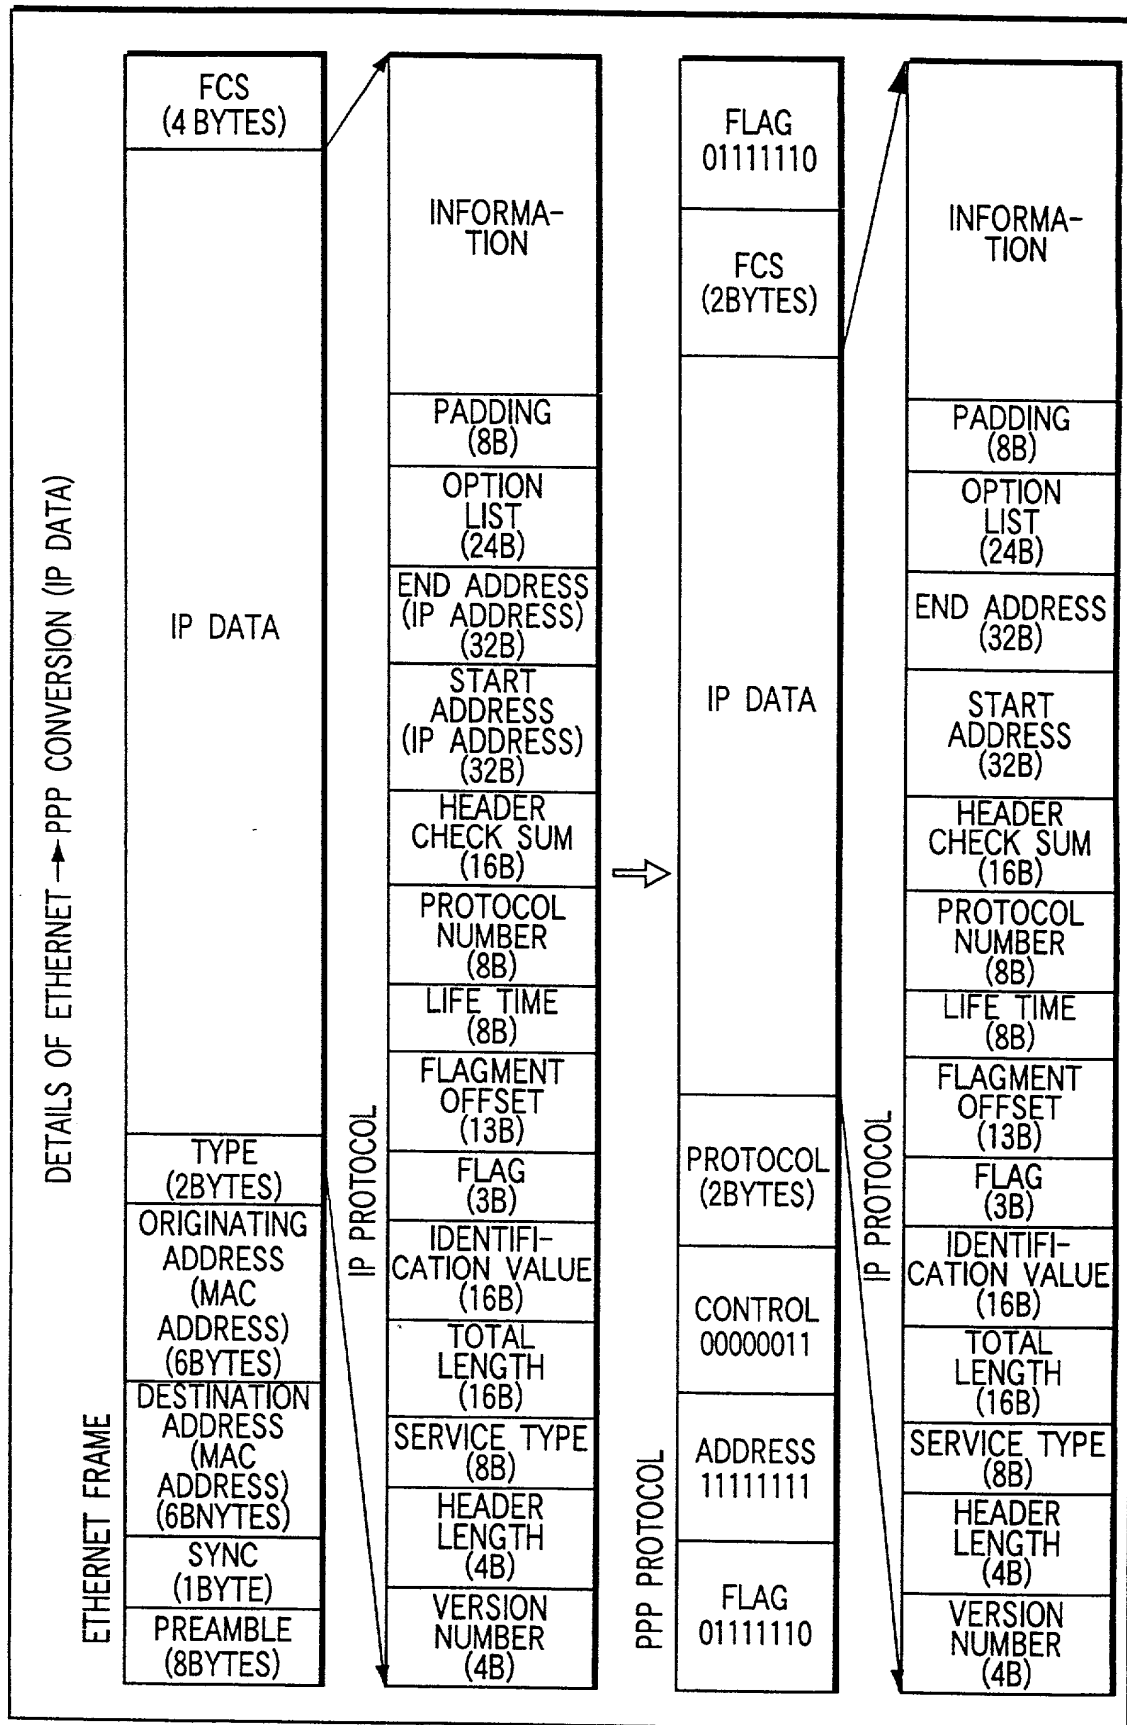 DETAILS OF ETHERNET → PPP CONVERSION (IP DATA)
ETHERNET FRAME
FCS
(4 BYTES)
IP DATA
TYPE
(2BYTES)
ORIGINATING
ADDRESS
(MAC
ADDRESS)
(6BYTES)
DESTINATION
ADDRESS
(MAC
ADDRESS)
(6BNYTES)
SYNC
(1BYTE)
PREAMBLE
(8BYTES)
IP PROTOCOL
INFORMA-
TION
PADDING
(8B)
OPTION
LIST
(24B)
END ADDRESS
(IP ADDRESS)
(32B)
START
ADDRESS
(IP ADDRESS)
(32B)
HEADER
CHECK SUM
(16B)
PROTOCOL
NUMBER
(8B)
LIFE TIME
(8B)
FLAGMENT
OFFSET
(13B)
FLAG
(3B)
IDENTIFI-
CATION VALUE
(16B)
TOTAL
LENGTH
(16B)
SERVICE TYPE
(8B)
HEADER
LENGTH
(4B)
VERSION
NUMBER
(4B)
PPP PROTOCOL
FLAG
01111110
FCS
(2BYTES)
IP DATA
PROTOCOL
(2BYTES)
CONTROL
00000011
ADDRESS
11111111
FLAG
01111110
IP PROTOCOL
INFORMA-
TION
PADDING
(8B)
OPTION
LIST
(24B)
END ADDRESS
(32B)
START
ADDRESS
(32B)
HEADER
CHECK SUM
(16B)
PROTOCOL
NUMBER
(8B)
LIFE TIME
(8B)
FLAGMENT
OFFSET
(13B)
FLAG
(3B)
IDENTIFI-
CATION VALUE
(16B)
TOTAL
LENGTH
(16B)
SERVICE TYPE
(8B)
HEADER
LENGTH
(4B)
VERSION
NUMBER
(4B)